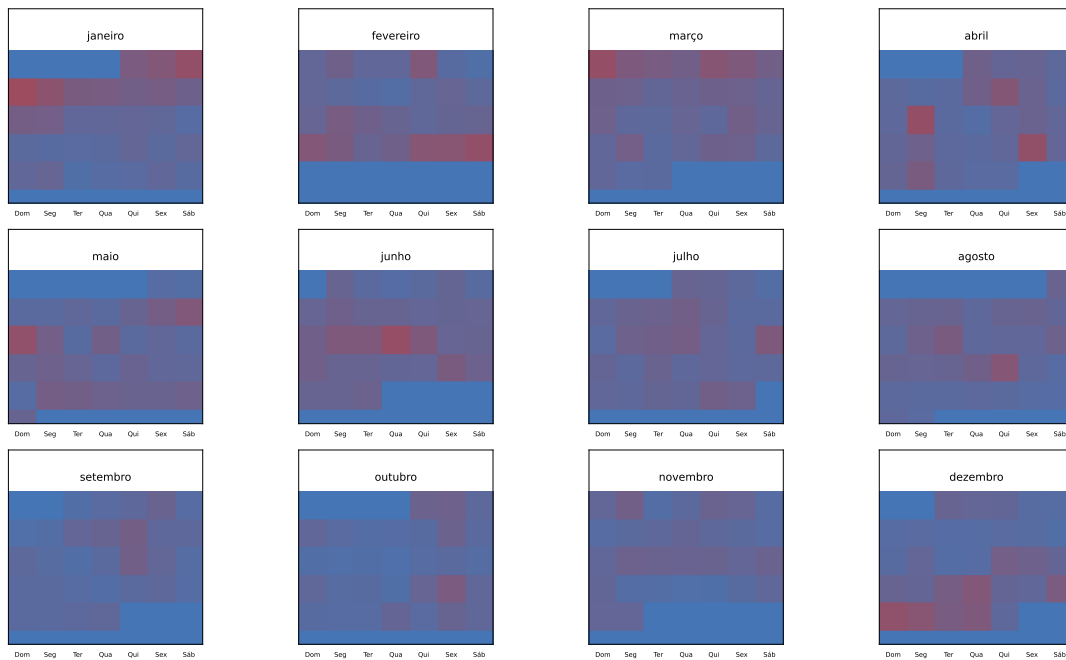 janeiro fevereiro março abril
Dom Seg Ter Qua Qui Sex Sáb Dom Seg Ter Qua Qui Sex Sáb Dom Seg Ter Qua Qui Sex Sáb Dom Seg Ter Qua Qui Sex Sáb
maio junho julho agosto
Dom Seg Ter Qua Qui Sex Sáb Dom Seg Ter Qua Qui Sex Sáb Dom Seg Ter Qua Qui Sex Sáb Dom Seg Ter Qua Qui Sex Sáb
setembro outubro novembro dezembro
Dom Seg Ter Qua Qui Sex Sáb Dom Seg Ter Qua Qui Sex Sáb Dom Seg Ter Qua Qui Sex Sáb Dom Seg Ter Qua Qui Sex Sáb